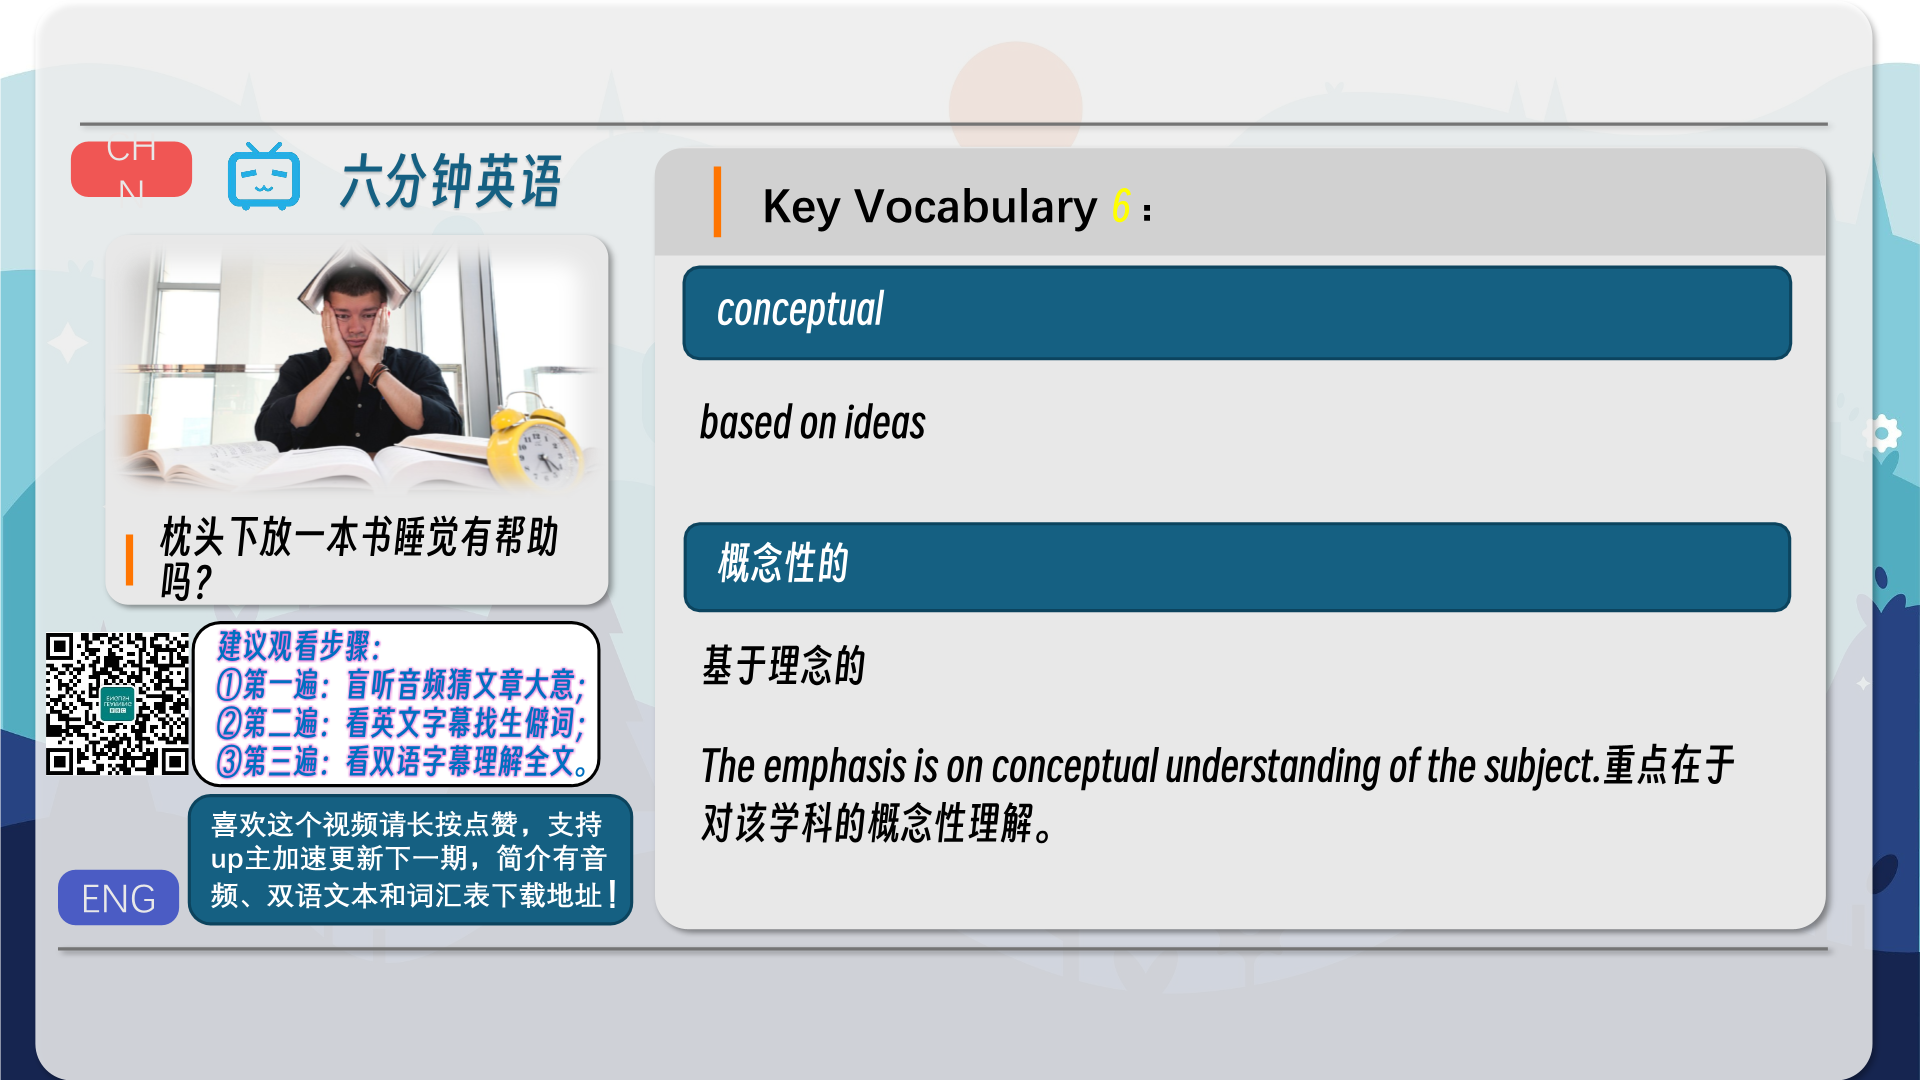 CH
N
六分钟英语
枕头下放一本书睡觉有帮助
吗?
建议观看步骤：
①第一遍：盲听音频猜文章大意；
②第二遍：看英文字幕找生僻词；
③第三遍：看双语字幕理解全文。
喜欢这个视频请长按点赞，支持
up主加速更新下一期，简介有音
频、双语文本和词汇表下载地址！
ENG
Key Vocabulary 6：
conceptual
based on ideas
概念性的
基于理念的
The emphasis is on conceptual understanding of the subject.重点在于
对该学科的概念性理解。